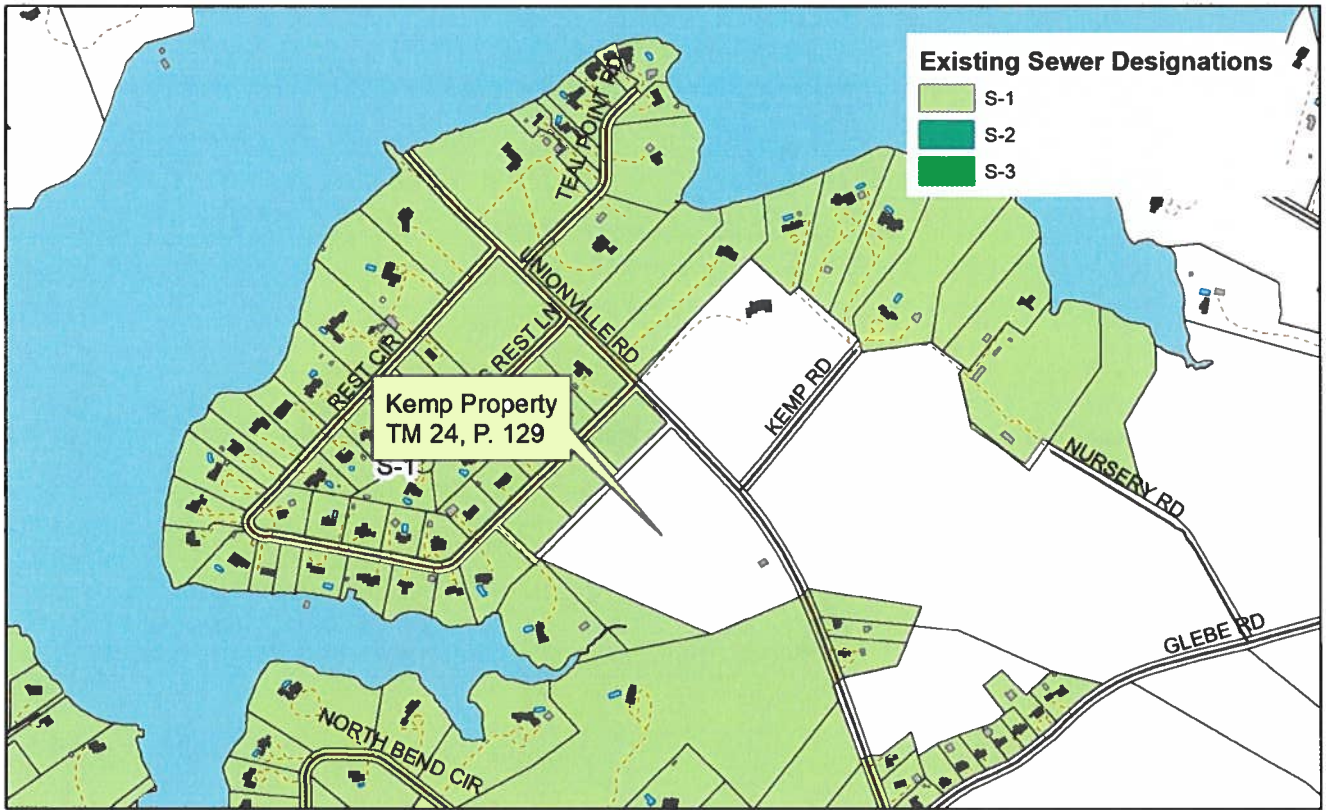 Existing Sewer Designations
S-1
S-2
S-3
TEAL POINT RD
UNIONVILLE RD
REST LN
REST CIR
KEMP RD
Kemp Property
TM 24, P. 129
S-1
NURSERY RD
GLEBE RD
NORTH BEND CIR